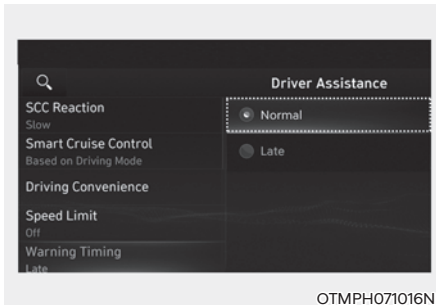 Driver Assistance
SCC Reaction
Slow
Smart Cruise Control
Based on Driving Mode
Driving Convenience
Speed Limit
Off
Warning Timing
Late
Normal
Late
OTMPH071016N